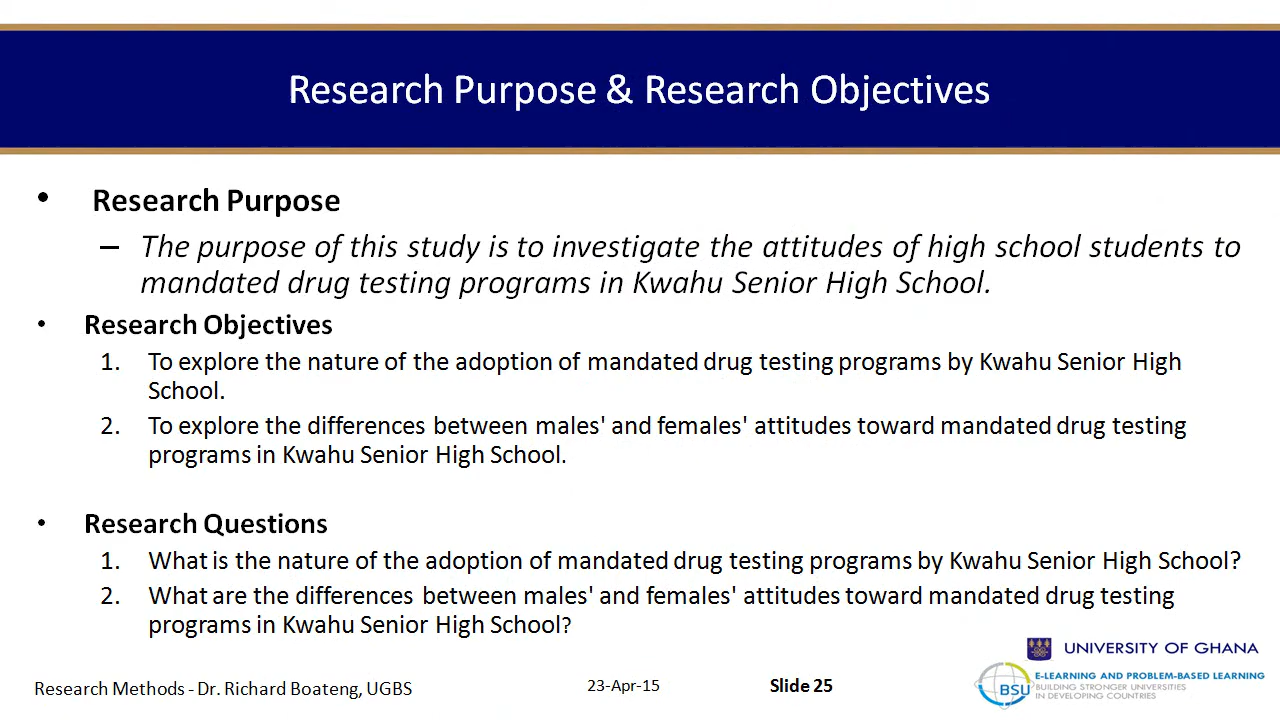 Research Purpose & Research Objectives
• Research Purpose
– The purpose of this study is to investigate the attitudes of high school students to
mandated drug testing programs in Kwahu Senior High School.
• Research Objectives
1. To explore the nature of the adoption of mandated drug testing programs by Kwahu Senior High
School.
2. To explore the differences between males' and females' attitudes toward mandated drug testing
programs in Kwahu Senior High School.
• Research Questions
1. What is the nature of the adoption of mandated drug testing programs by Kwahu Senior High School?
2. What are the differences between males' and females' attitudes toward mandated drug testing
programs in Kwahu Senior High School?
UNIVERSITY OF GHANA
BSU
E-LEARNING AND PROBLEM-BASED LEARNING
BUILDING STRONGER UNIVERSITIES
IN DEVELOPING COUNTRIES
Research Methods - Dr. Richard Boateng, UGBS
23-Apr-15
Slide 25